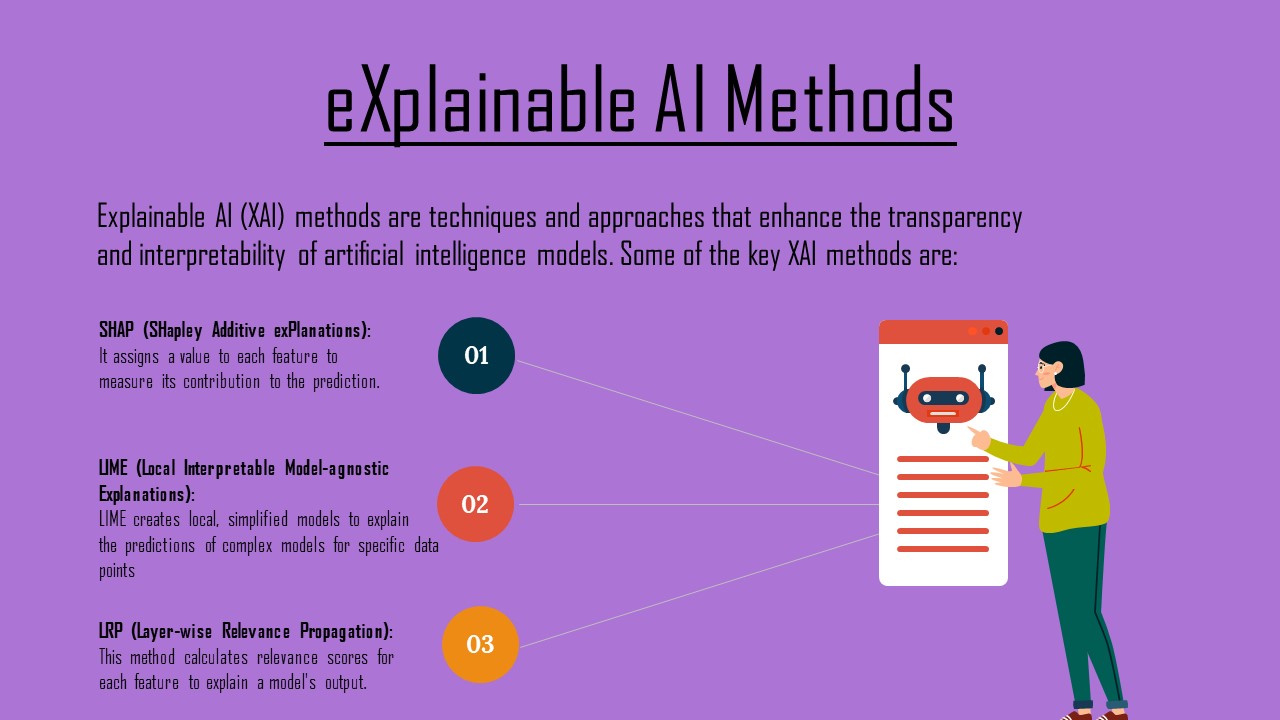 eXplainable AI Methods
Explainable AI (XAI) methods are techniques and approaches that enhance the transparency
and interpretability of artificial intelligence models. Some of the key XAI methods are:
SHAP (SHapley Additive exPlanations):
It assigns a value to each feature to
measure its contribution to the prediction.
01
LIME (Local Interpretable Model-agnostic
Explanations):
LIME creates local, simplified models to explain
the predictions of complex models for specific data
points
02
LRP (Layer-wise Relevance Propagation):
This method calculates relevance scores for
each feature to explain a model's output.
03